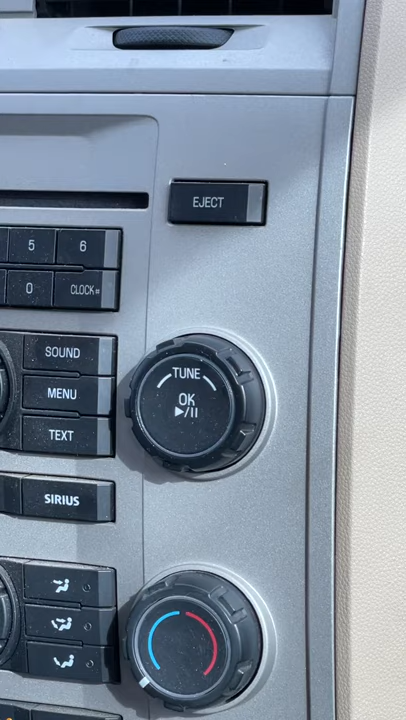 EJECT
5 6
0 CLOCK
SOUND
TUNE
MENU
OK
▶/II
TEXT
SIRIUS